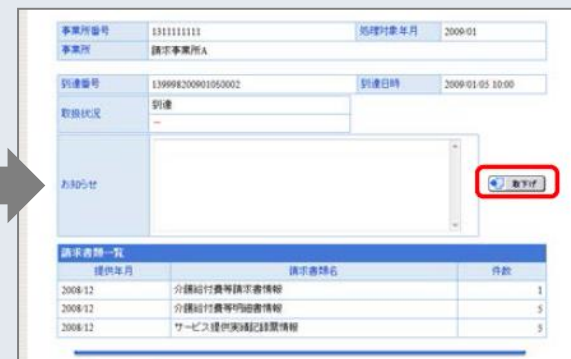 事業所番号 1311111111 処理対象年月 2009/01
事業所 請求事業所A
到達番号 139998200901050002 到達日時 2009/01/05 10:00
取扱状況 到達
―
お知らせ
取下げ
請求書類一覧
提供年月 請求書類名 件数
2008/12 介護給付費等請求書情報 1
2008/12 介護給付費等明細書情報 5
2008/12 サービス提供実績記録票情報 5